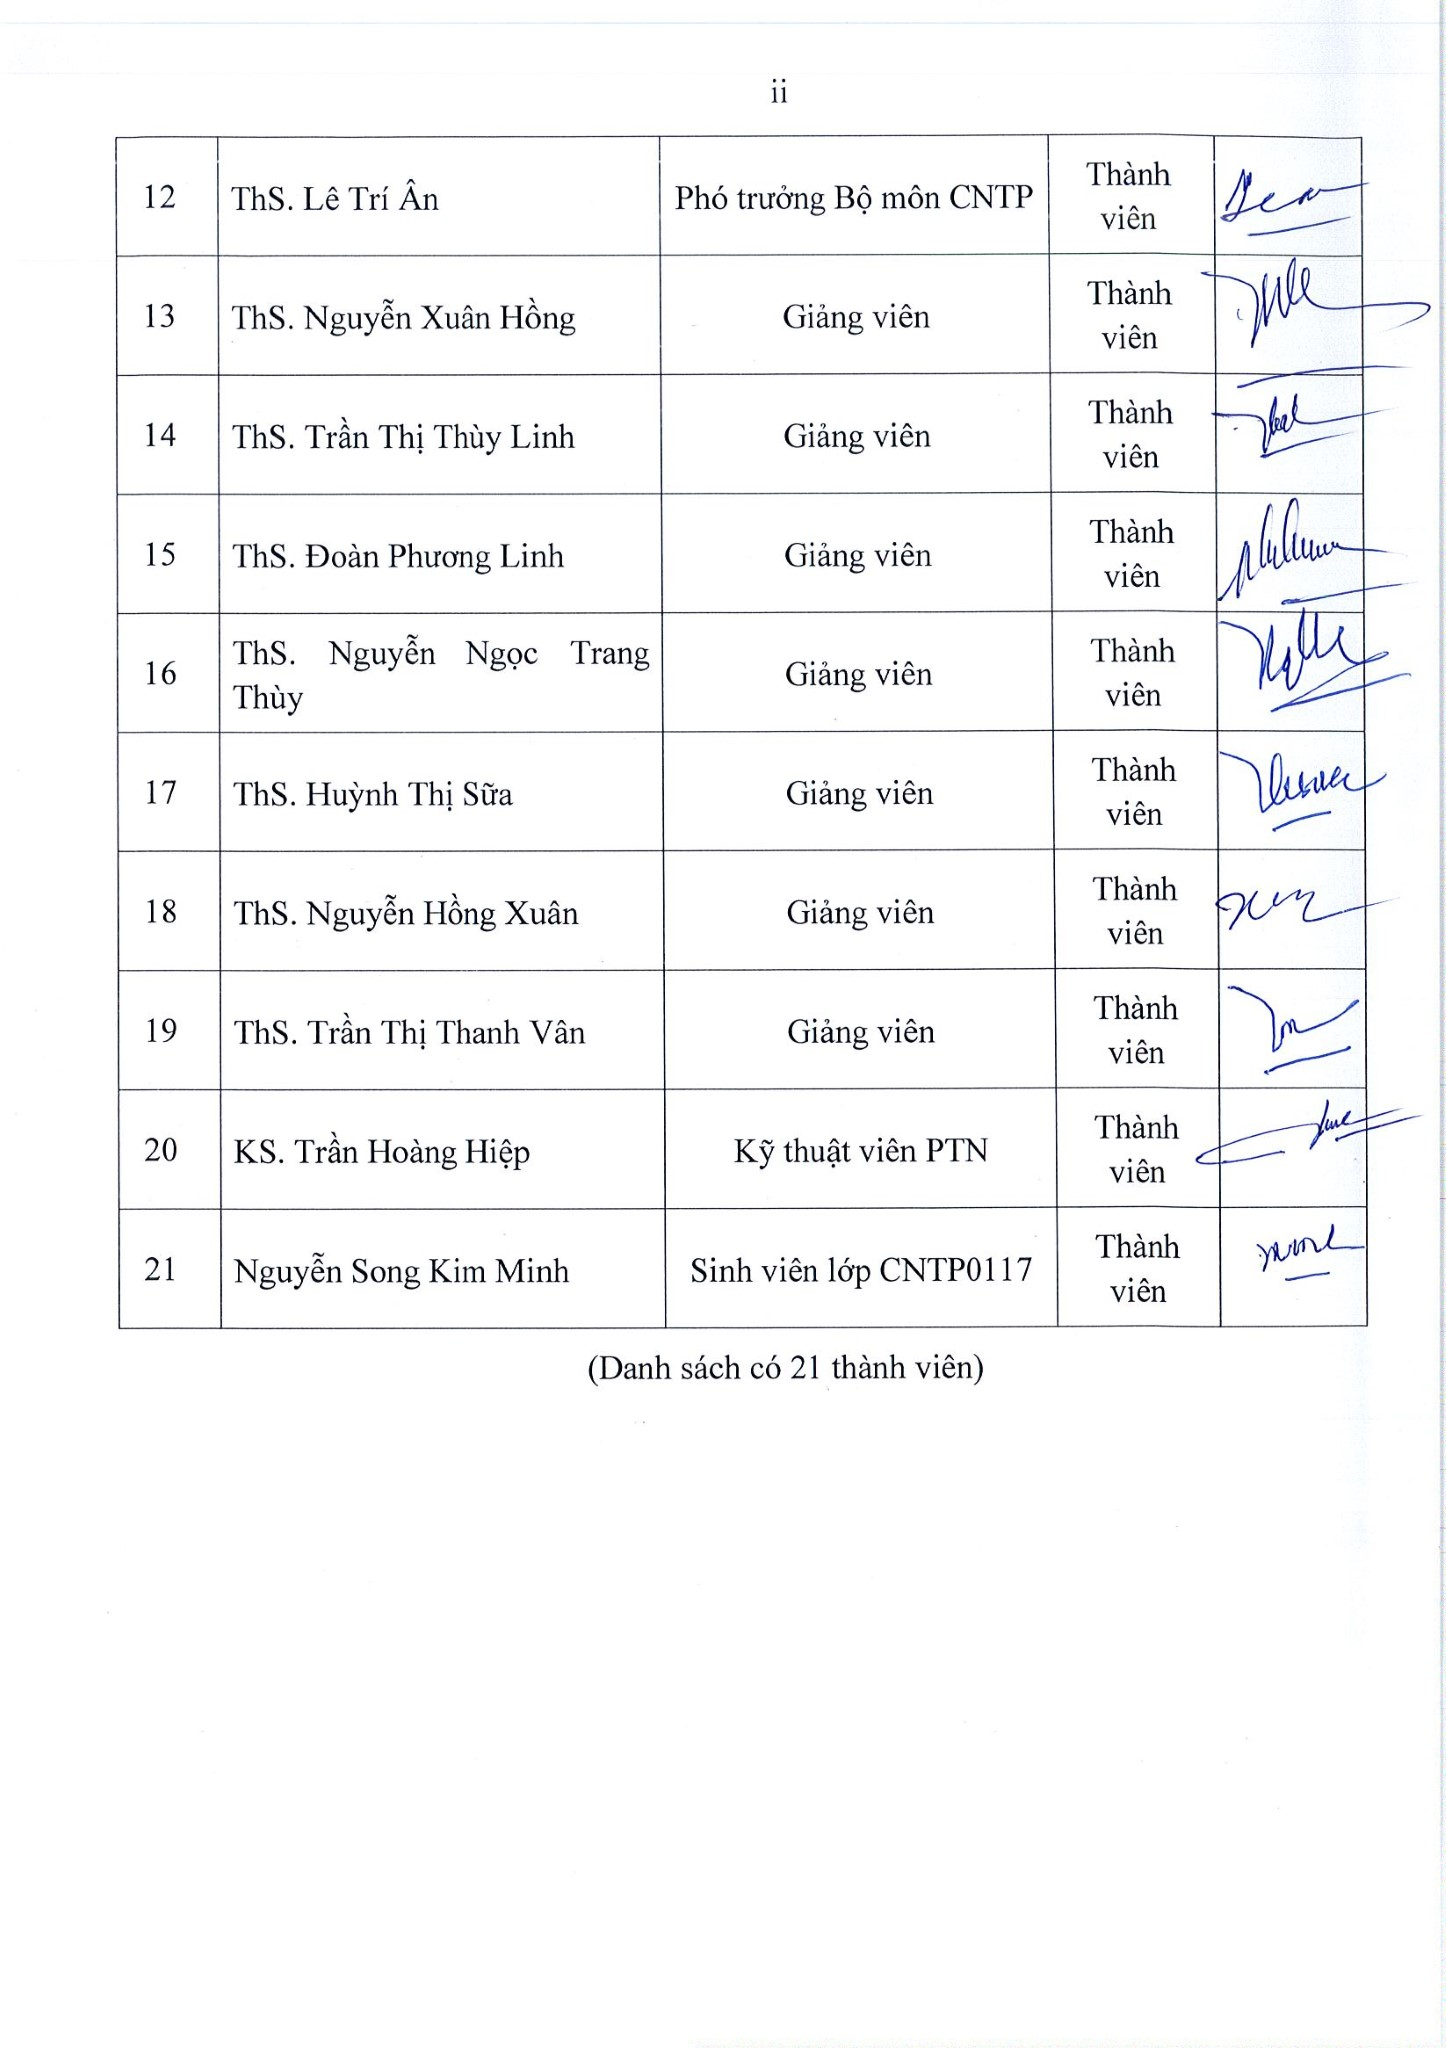 ii
Thành
12 ThS. Lê Trí Ân Phó trưởng Bộ môn CNTP
viên
Thành
13 ThS. Nguyễn Xuân Hồng Giảng viên
viên
Thành
14 ThS. Trần Thị Thùy Linh Giảng viên
viên
Thành
15 ThS. Đoàn Phương Linh Giảng viên
viên
ThS. Nguyễn Ngọc Trang Thành
16 Giảng viên
Thùy viên
Thành
17 ThS. Huỳnh Thị Sữa Giảng viên
viên
Thành
18 ThS. Nguyễn Hồng Xuân Giảng viên
viên
Thành
19 ThS. Trần Thị Thanh Vân Giảng viên
viên
Thành
20 KS. Trần Hoàng Hiệp Kỹ thuật viên PTN
viên
Thành
21 Nguyễn Song Kim Minh Sinh viên lớp CNTP0117
viên
(Danh sách có 21 thành viên)